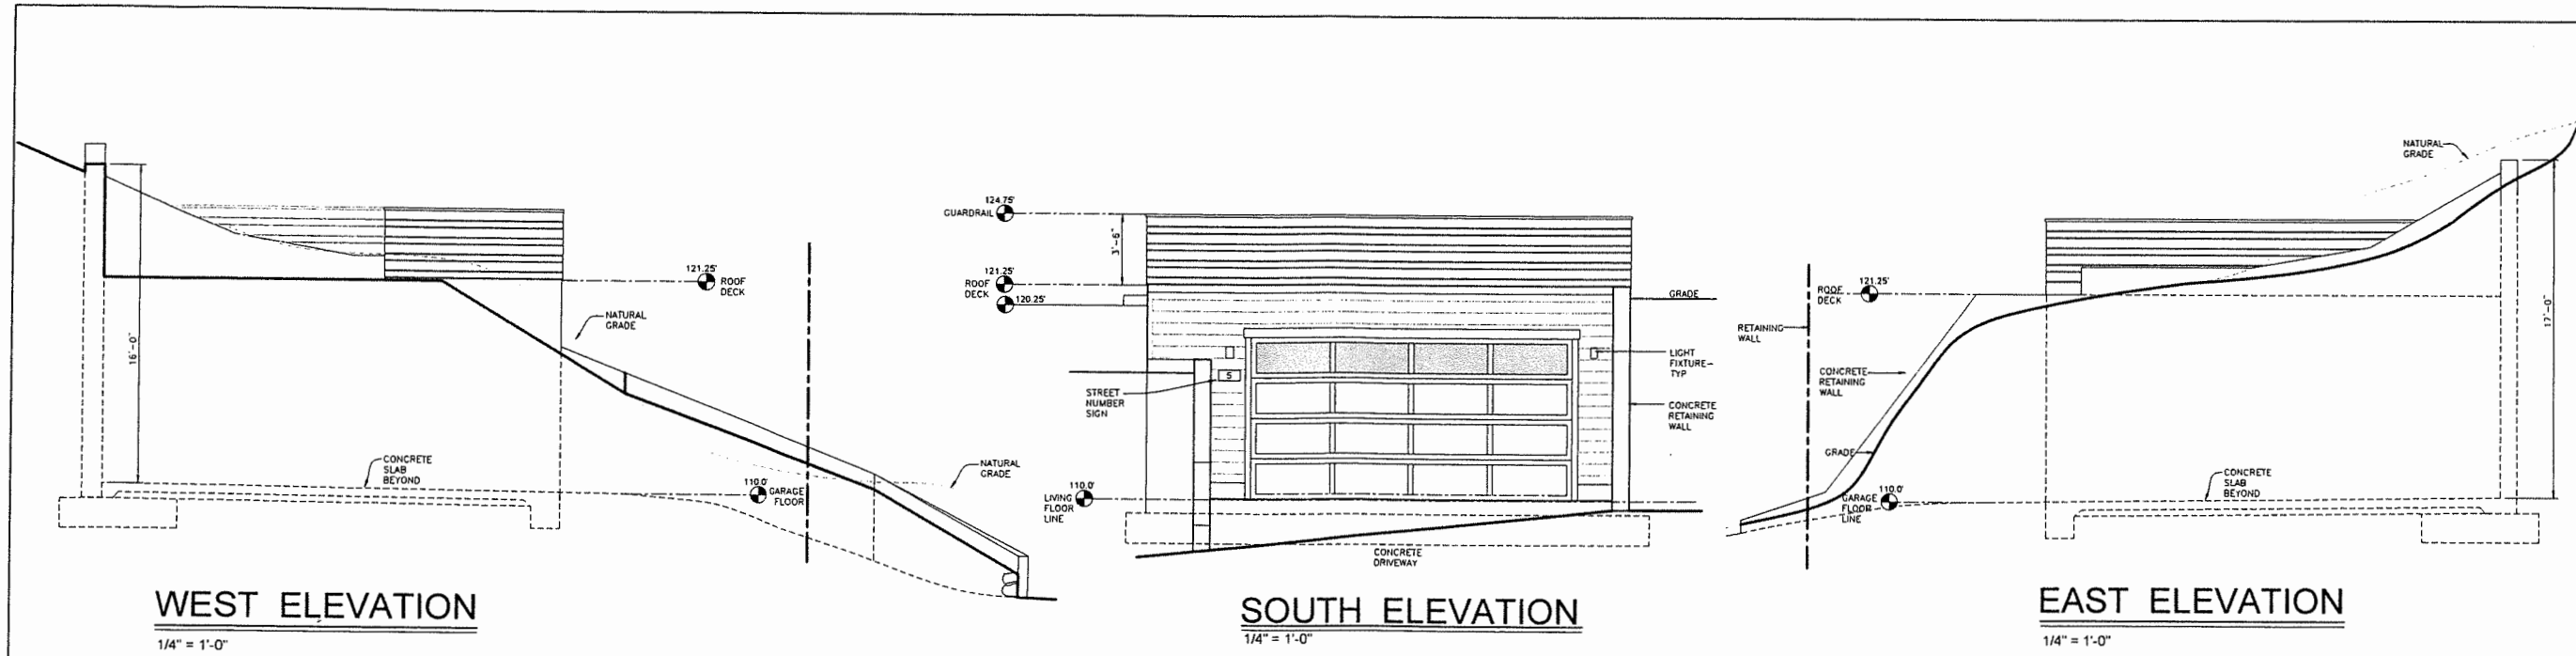 16'-0"
121.25'
ROOF
DECK
NATURAL
GRADE
CONCRETE
SLAB
BEYOND
110.0'
GARAGE
FLOOR
NATURAL
GRADE
WEST ELEVATION
1/4" = 1'-0"
124.75'
GUARDRAIL
3'-6"
121.25'
ROOF
DECK
120.25'
GRADE
LIGHT
FIXTURE-
TYP
STREET
NUMBER
SIGN
5
CONCRETE
RETAINING
WALL
110.0'
LIVING
FLOOR
LINE
CONCRETE
DRIVEWAY
SOUTH ELEVATION
1/4" = 1'-0"
NATURAL
GRADE
ROOF
DECK
121.25'
RETAINING
WALL
17'-0"
CONCRETE
RETAINING
WALL
GRADE
110.0'
GARAGE
FLOOR
LINE
CONCRETE
SLAB
BEYOND
EAST ELEVATION
1/4" = 1'-0"